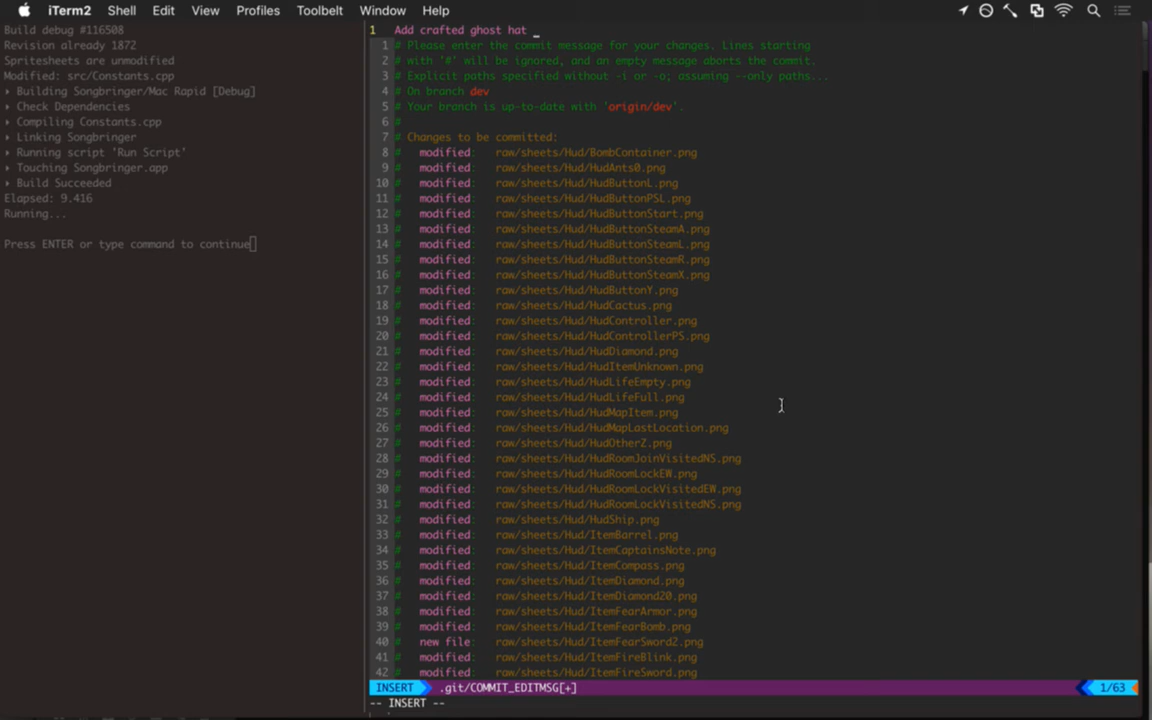 iTerm2 Shell Edit View Profiles Toolbelt Window Help
Build debug #116508
Revision already 1872
Spritesheets are unmodified
Modified: src/Constants.cpp
▸ Building Songbringer/Mac Rapid [Debug]
▸ Check Dependencies
▸ Compiling Constants.cpp
▸ Linking Songbringer
▸ Running script 'Run Script'
▸ Touching Songbringer.app
▸ Build Succeeded
Elapsed: 9.416
Running...
Press ENTER or type command to continue
1 Add crafted ghost hat _
1 # Please enter the commit message for your changes. Lines starting
2 # with '#' will be ignored, and an empty message aborts the commit.
3 # Explicit paths specified without -i or -o; assuming --only paths...
4 # On branch dev
5 # Your branch is up-to-date with 'origin/dev'.
6 #
7 # Changes to be committed:
8 # modified: raw/sheets/Hud/BombContainer.png
9 # modified: raw/sheets/Hud/HudAnts0.png
10 # modified: raw/sheets/Hud/HudButtonL.png
11 # modified: raw/sheets/Hud/HudButtonPSL.png
12 # modified: raw/sheets/Hud/HudButtonStart.png
13 # modified: raw/sheets/Hud/HudButtonSteamA.png
14 # modified: raw/sheets/Hud/HudButtonSteamL.png
15 # modified: raw/sheets/Hud/HudButtonSteamR.png
16 # modified: raw/sheets/Hud/HudButtonSteamX.png
17 # modified: raw/sheets/Hud/HudButtonY.png
18 # modified: raw/sheets/Hud/HudCactus.png
19 # modified: raw/sheets/Hud/HudController.png
20 # modified: raw/sheets/Hud/HudControllerPS.png
21 # modified: raw/sheets/Hud/HudDiamond.png
22 # modified: raw/sheets/Hud/HudItemUnknown.png
23 # modified: raw/sheets/Hud/HudLifeEmpty.png
24 # modified: raw/sheets/Hud/HudLifeFull.png
25 # modified: raw/sheets/Hud/HudMapItem.png
26 # modified: raw/sheets/Hud/HudMapLastLocation.png
27 # modified: raw/sheets/Hud/HudOtherZ.png
28 # modified: raw/sheets/Hud/HudRoomJoinVisitedNS.png
29 # modified: raw/sheets/Hud/HudRoomLockEW.png
30 # modified: raw/sheets/Hud/HudRoomLockVisitedEW.png
31 # modified: raw/sheets/Hud/HudRoomLockVisitedNS.png
32 # modified: raw/sheets/Hud/HudShip.png
33 # modified: raw/sheets/Hud/ItemBarrel.png
34 # modified: raw/sheets/Hud/ItemCaptainsNote.png
35 # modified: raw/sheets/Hud/ItemCompass.png
36 # modified: raw/sheets/Hud/ItemDiamond.png
37 # modified: raw/sheets/Hud/ItemDiamond20.png
38 # modified: raw/sheets/Hud/ItemFearArmor.png
39 # modified: raw/sheets/Hud/ItemFearBomb.png
40 # new file: raw/sheets/Hud/ItemFearSword2.png
41 # modified: raw/sheets/Hud/ItemFireBlink.png
42 # modified: raw/sheets/Hud/ItemFireSword.png
INSERT .git/COMMIT_EDITMSG[+] 1/63
-- INSERT --